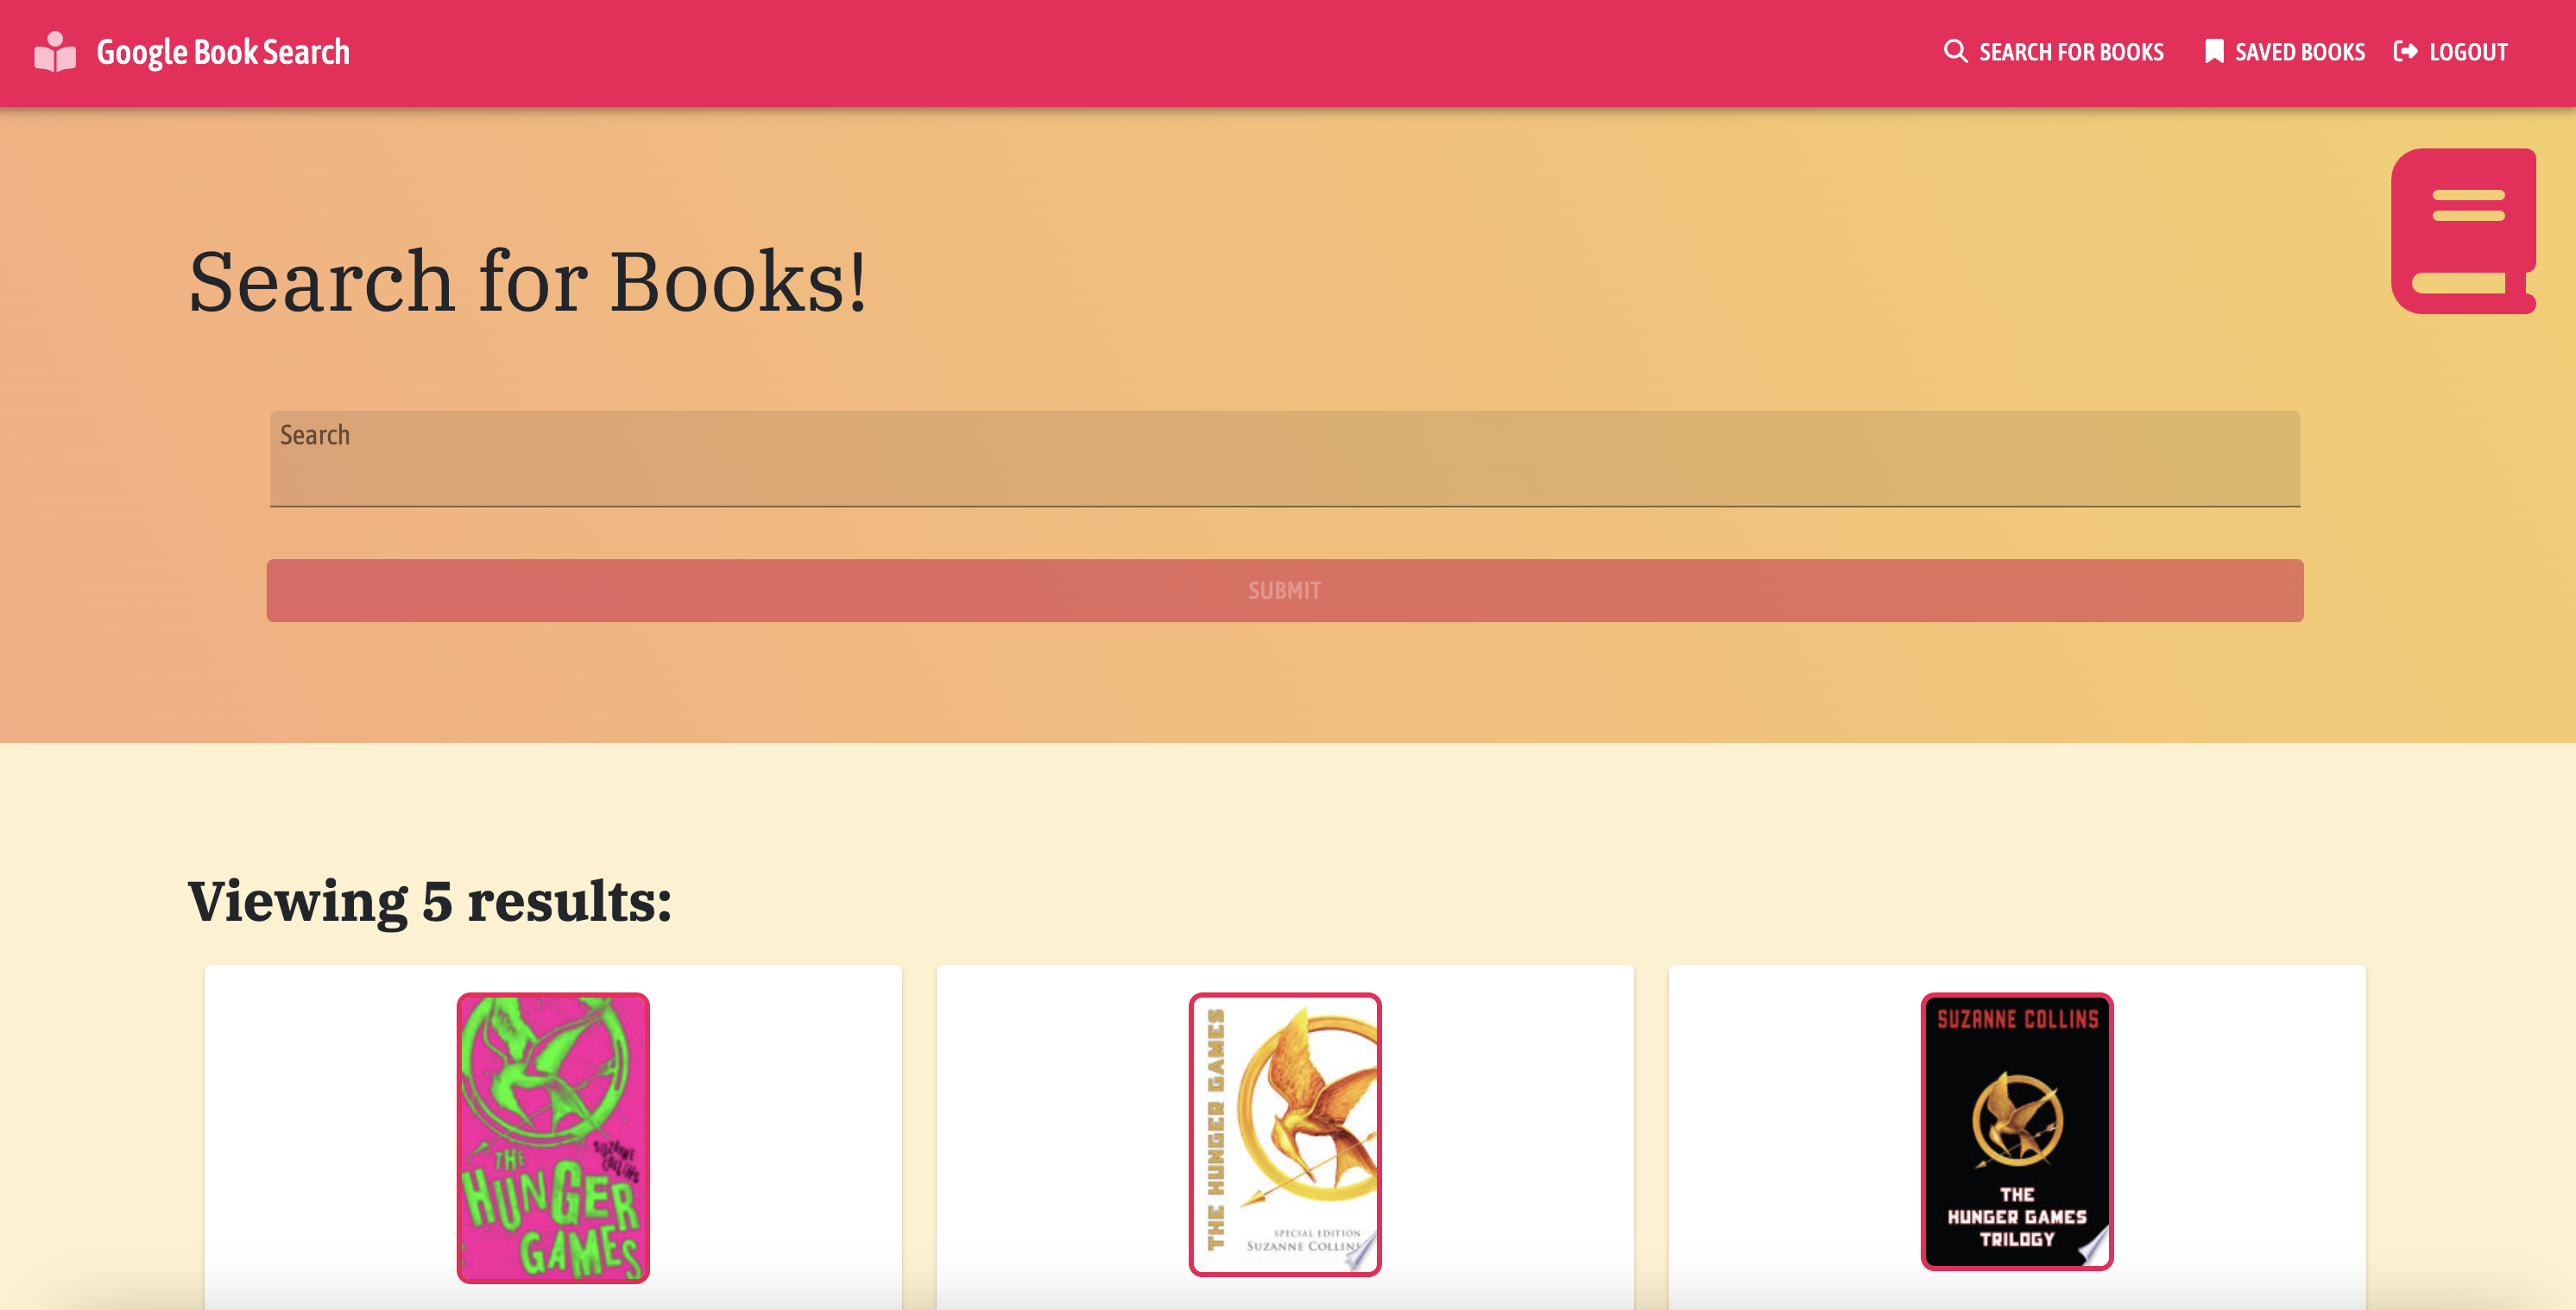 Google Book Search
SEARCH FOR BOOKS
SAVED BOOKS
LOGOUT
Search for Books!
Search
SUBMIT
Viewing 5 results:
SUZANNE COLLINS
THE HUNGER GAMES
THE HUNGER GAMES
SPECIAL EDITION
SUZANNE COLLINS
SUZANNE COLLINS
THE
HUNGER GAMES
TRILOGY